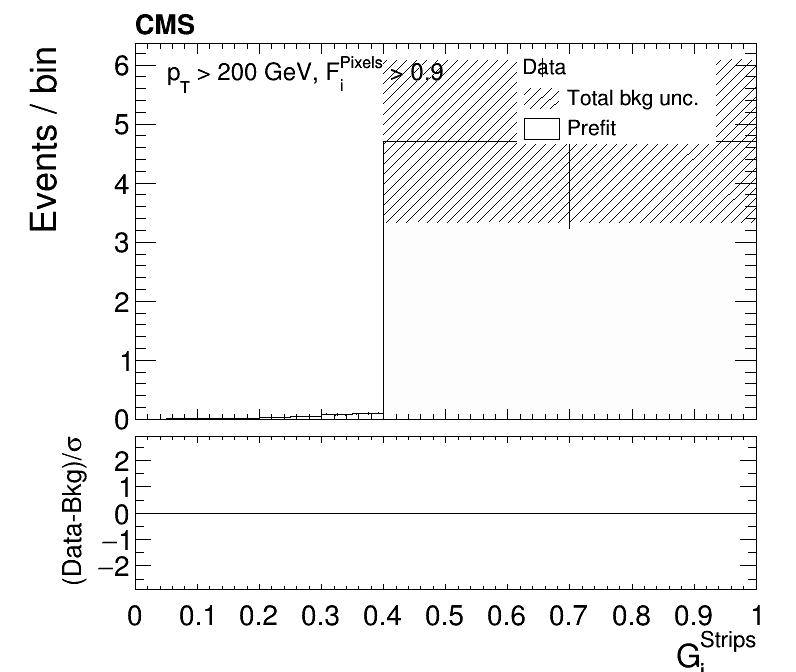 CMS
Events / bin
p_T > 200 GeV, F_i^Pixels > 0.9
Data
Total bkg unc.
Prefit
6
5
4
3
2
1
0
(Data-Bkg)/σ
2
1
0
−1
−2
0 0.1 0.2 0.3 0.4 0.5 0.6 0.7 0.8 0.9 1
G_i^Strips